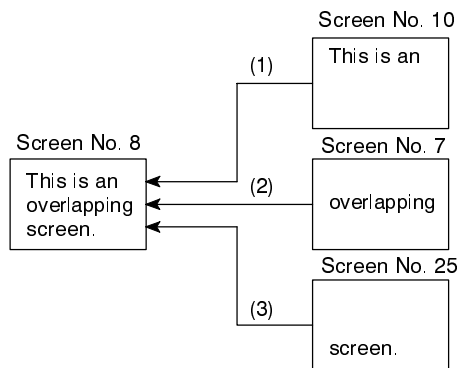 Screen No. 10
This is an
(1)
Screen No. 8
This is an
overlapping
screen.
Screen No. 7
(2)
overlapping
Screen No. 25
(3)
screen.